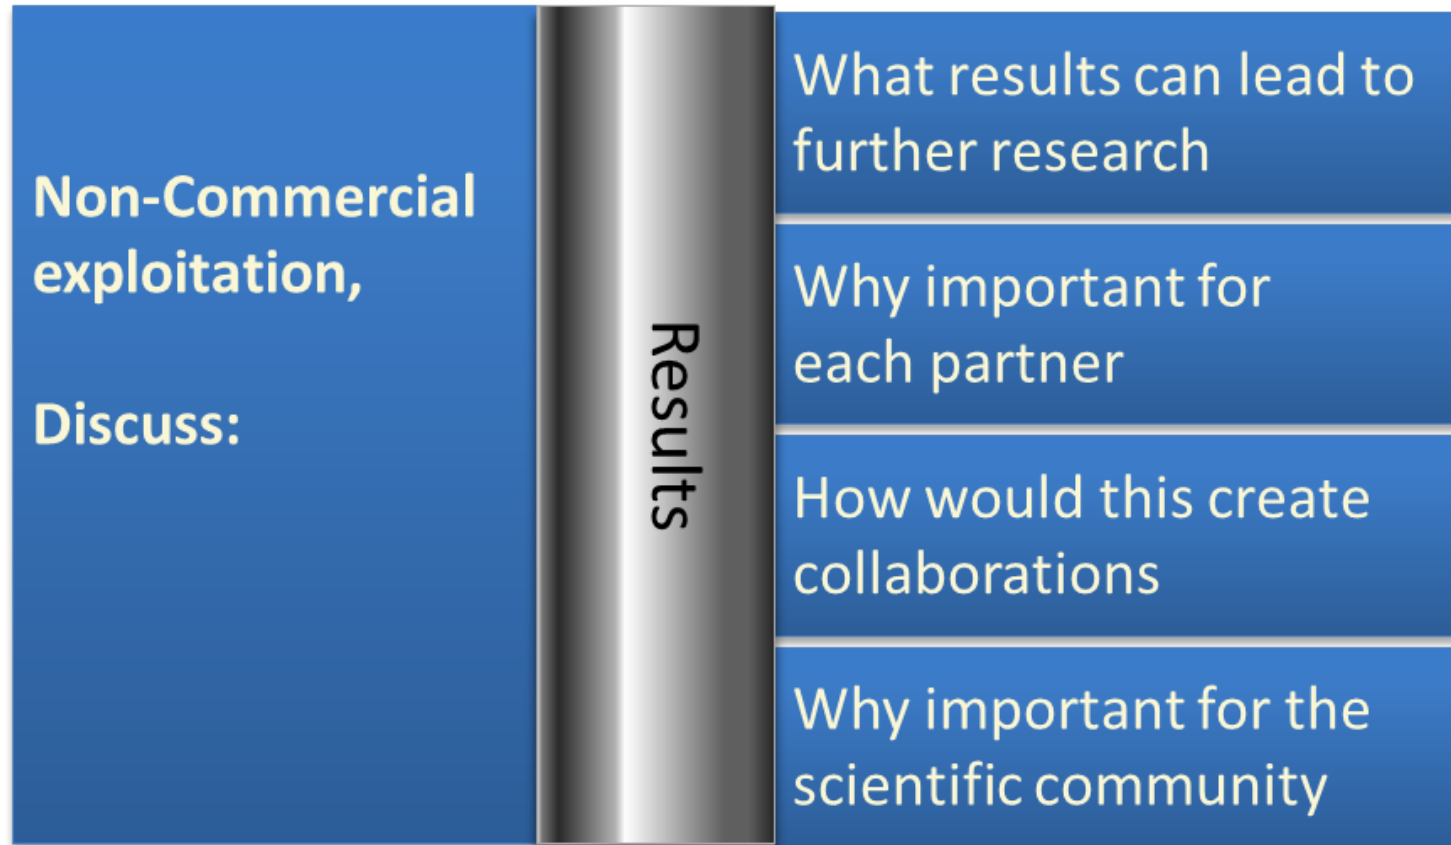 Non-Commercial
exploitation,
Discuss:
Results
What results can lead to
further research
Why important for
each partner
How would this create
collaborations
Why important for the
scientific community